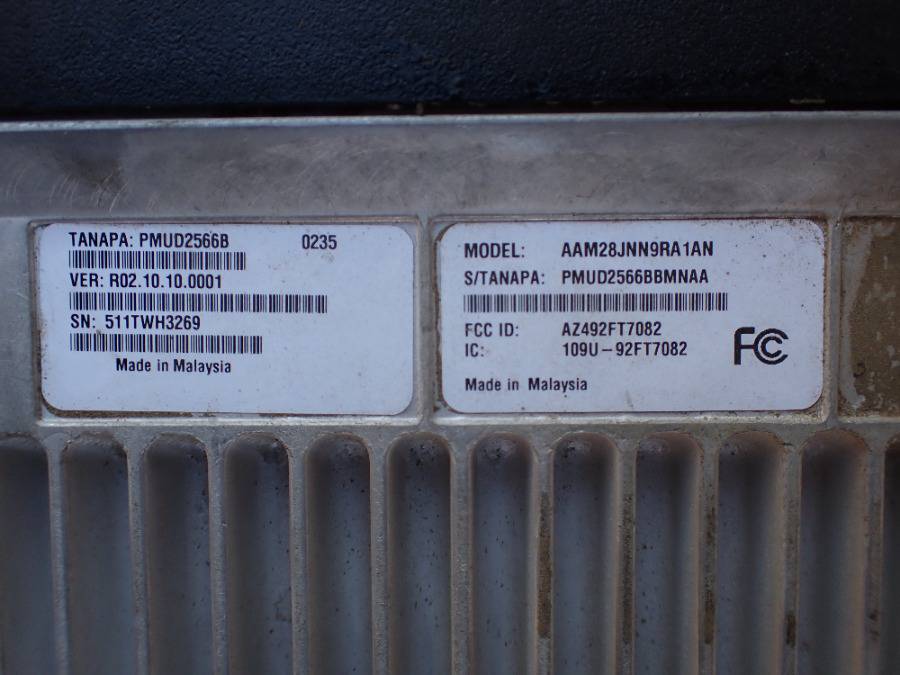 TANAPA: PMUD2566B 0235
VER: R02.10.10.0001
SN: 511TWH3269
Made in Malaysia
MODEL: AAM28JNN9RA1AN
S/TANAPA: PMUD2566BBMNAA
FCC ID: AZ492FT7082
IC: 109U-92FT7082
FC
Made in Malaysia